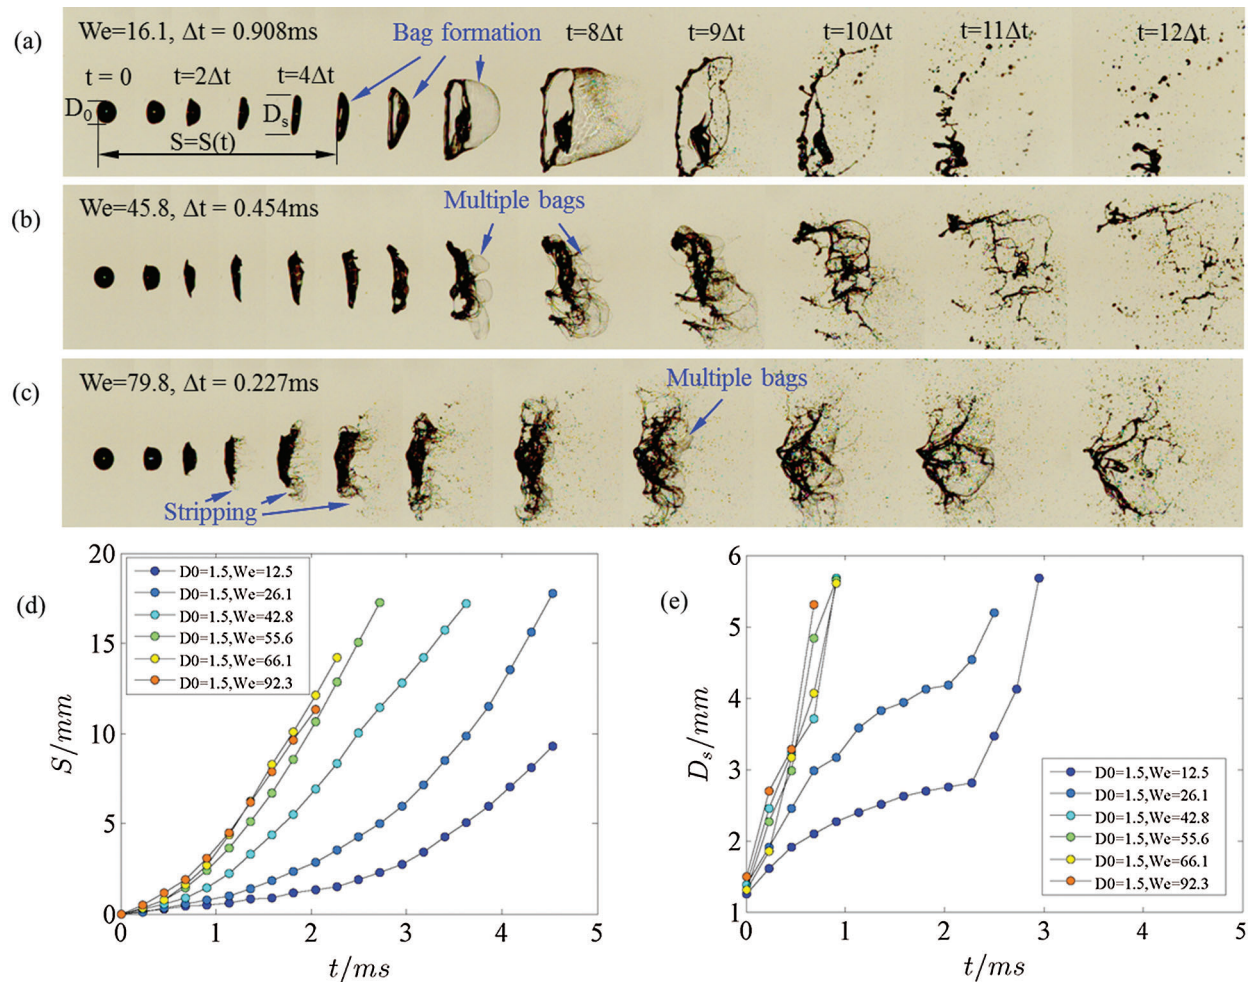 (a)
We=16.1, Δt = 0.908ms
Bag formation
t=8Δt
t=9Δt
t=10Δt
t=11Δt
t=12Δt
t = 0
t=2Δt
t=4Δt
D0
Ds
S=S(t)
(b)
We=45.8, Δt = 0.454ms
Multiple bags
(c)
We=79.8, Δt = 0.227ms
Multiple bags
Stripping
(d)
20
15
10
5
0
S/mm
D0=1.5,We=12.5
D0=1.5,We=26.1
D0=1.5,We=42.8
D0=1.5,We=55.6
D0=1.5,We=66.1
D0=1.5,We=92.3
0
1
2
3
4
5
t/ms
(e)
6
5
4
3
2
1
Ds/mm
D0=1.5,We=12.5
D0=1.5,We=26.1
D0=1.5,We=42.8
D0=1.5,We=55.6
D0=1.5,We=66.1
D0=1.5,We=92.3
0
1
2
3
4
5
t/ms